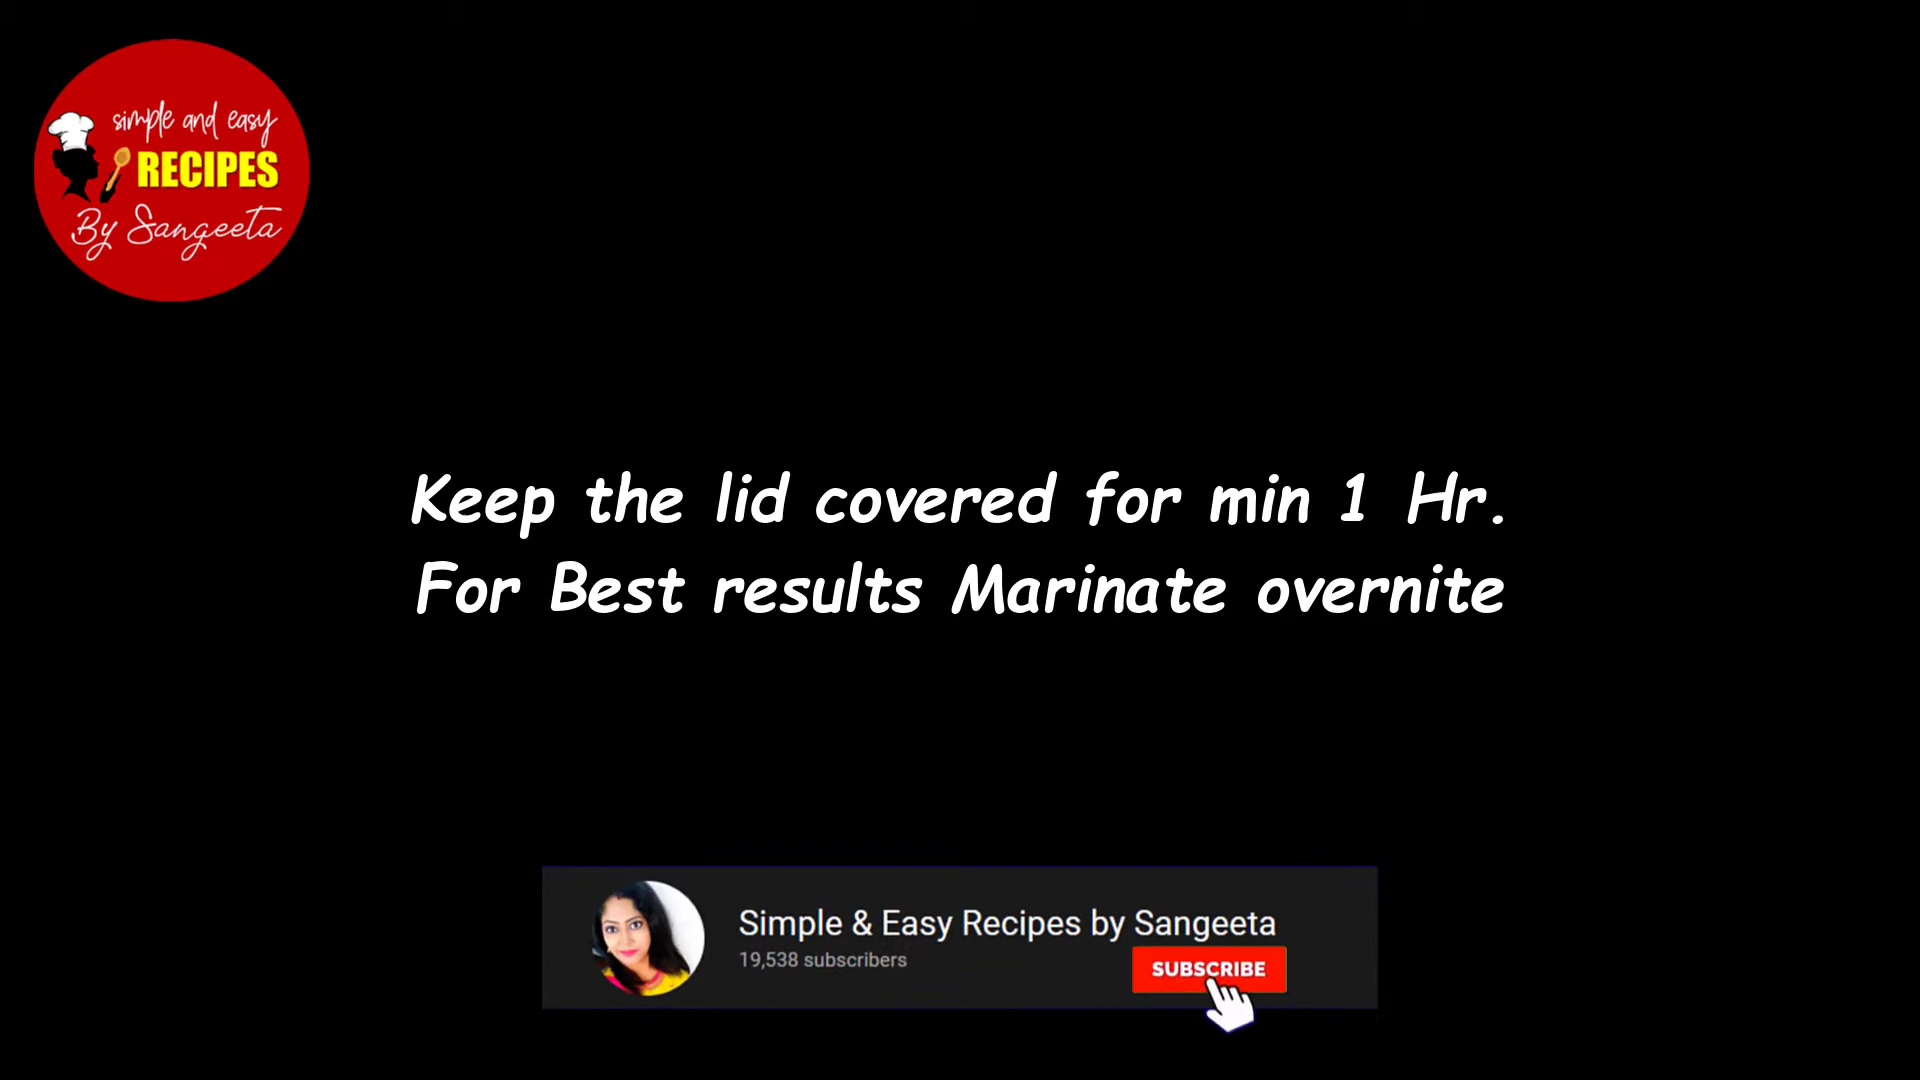 simple and easy
RECIPES
By Sangeeta
Keep the lid covered for min 1 Hr.
For Best results Marinate overnite
Simple & Easy Recipes by Sangeeta
19,538 subscribers
SUBSCRIBE